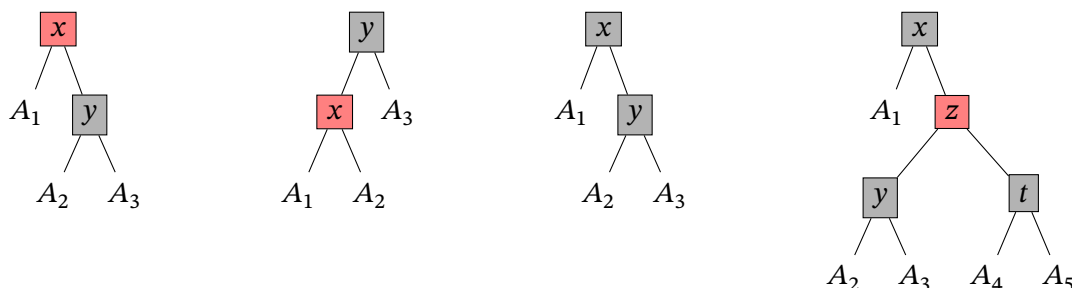 x y x x
A₁ y x A₃ A₁ y A₁ z
A₂ A₃ A₁ A₂ A₂ A₃ y t
A₂ A₃ A₄ A₅